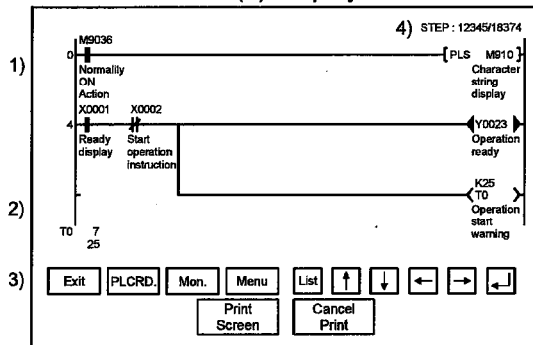 4) STEP : 12345/18374
M9036
1) 0 PLS M910
Normality ON Action
Character string display
X0001 X0002
4 Y0023
Ready display
Start operation instruction
Operation ready
K25
2) T0
Operation start warning
T0 7
25
3) Exit PLCRD. Mon. Menu List ↑ ↓ ← → ↵
Print Screen
Cancel Print